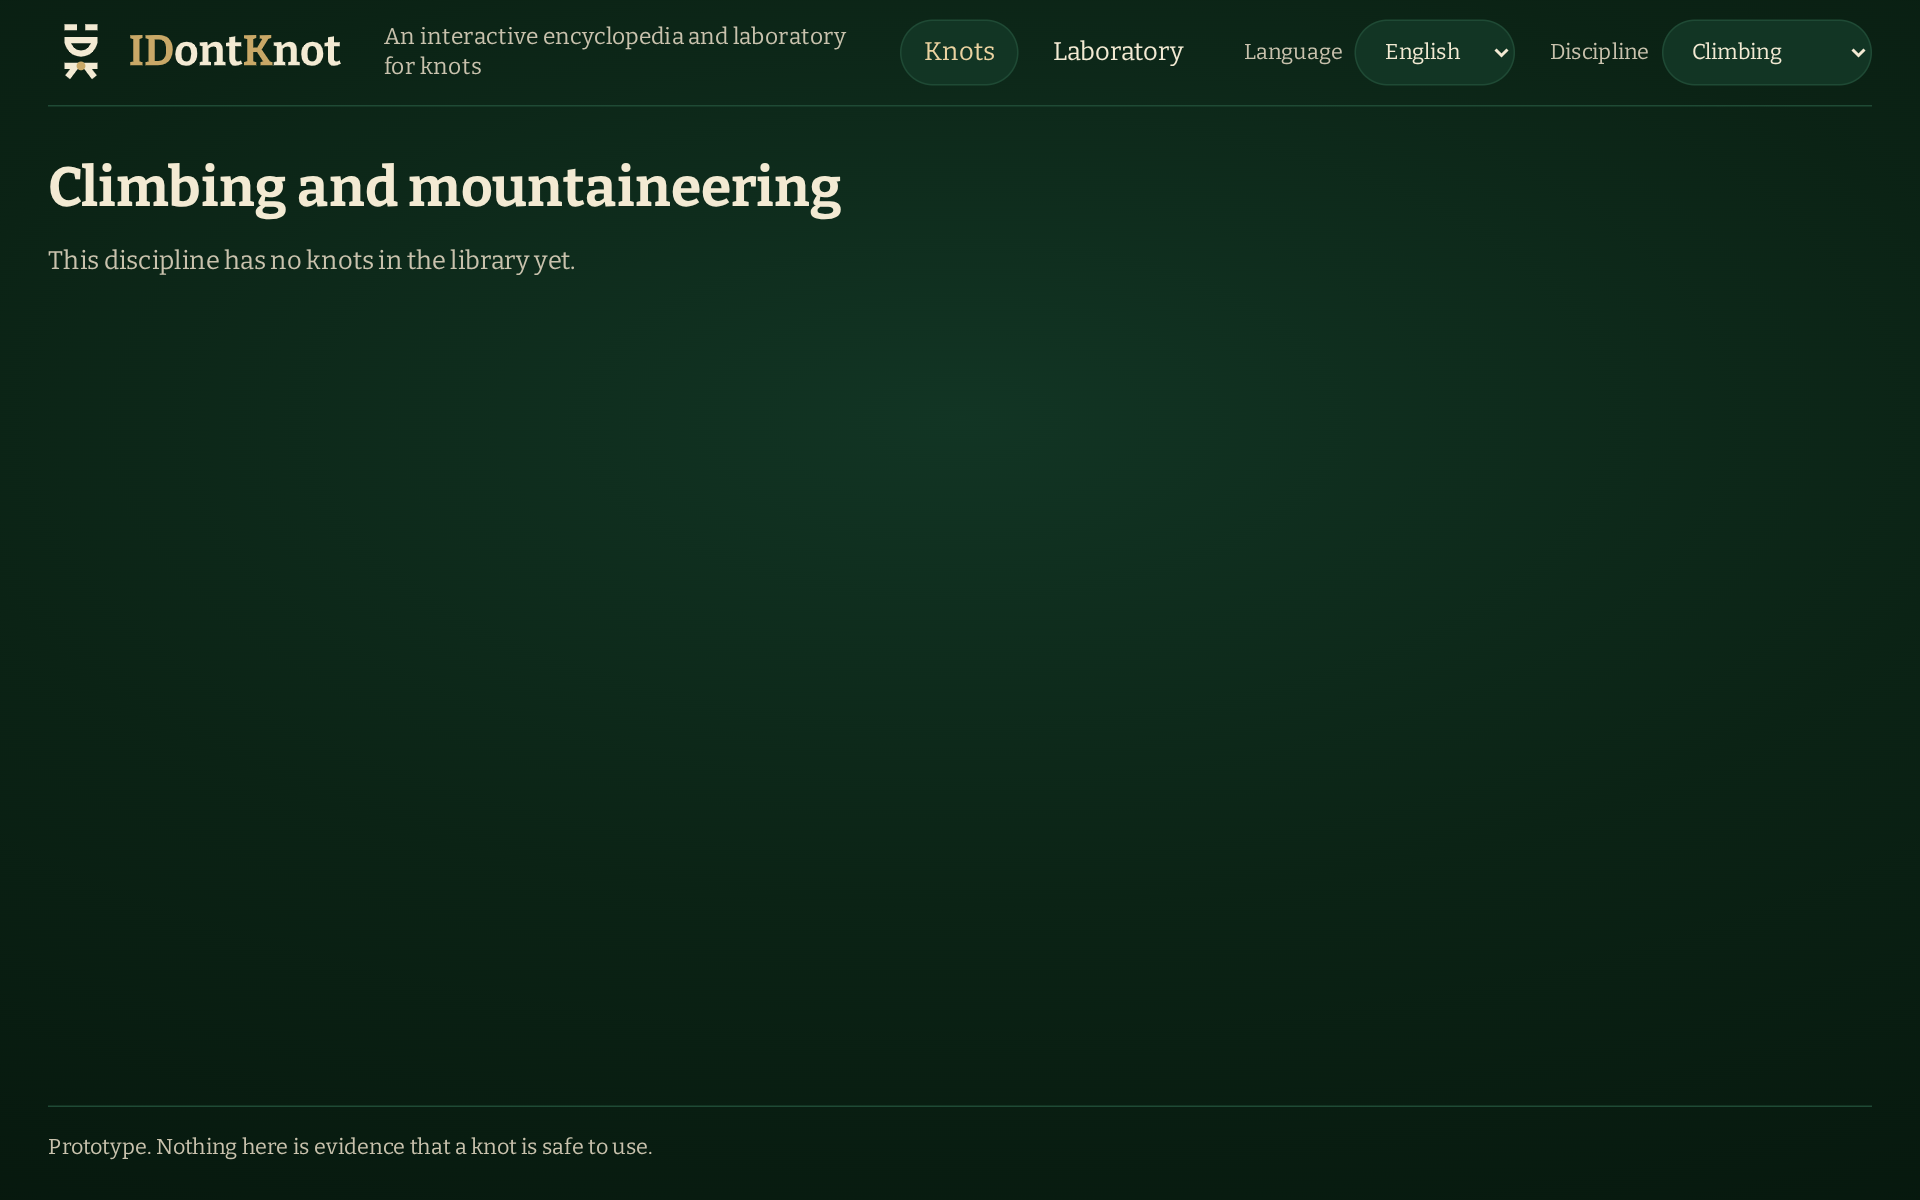 IDontKnot
An interactive encyclopedia and laboratory
for knots
Knots
Laboratory
Language
English
Discipline
Climbing
Climbing and mountaineering
This discipline has no knots in the library yet.
Prototype. Nothing here is evidence that a knot is safe to use.